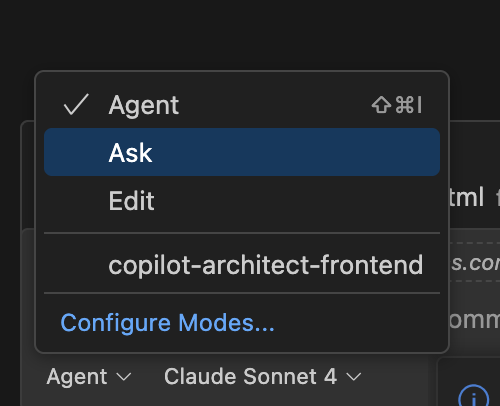 Agent ⇧⌘I
Ask
Edit
copilot-architect-frontend
Configure Modes...
Agent
Claude Sonnet 4